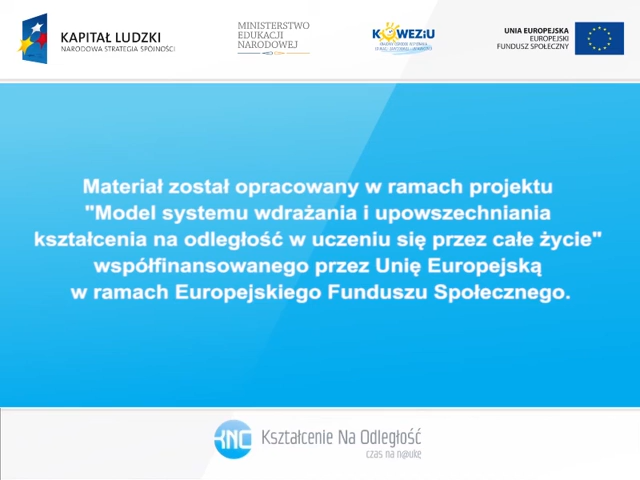 KAPITAŁ LUDZKI
NARODOWA STRATEGIA SPÓJNOŚCI
MINISTERSTWO
EDUKACJI
NARODOWEJ
KOWEZiU
UNIA EUROPEJSKA
EUROPEJSKI
FUNDUSZ SPOŁECZNY
Materiał został opracowany w ramach projektu
"Model systemu wdrażania i upowszechniania
kształcenia na odległość w uczeniu się przez całe życie"
współfinansowanego przez Unię Europejską
w ramach Europejskiego Funduszu Społecznego.
KNO
Kształcenie Na Odległość
czas na n@ukę